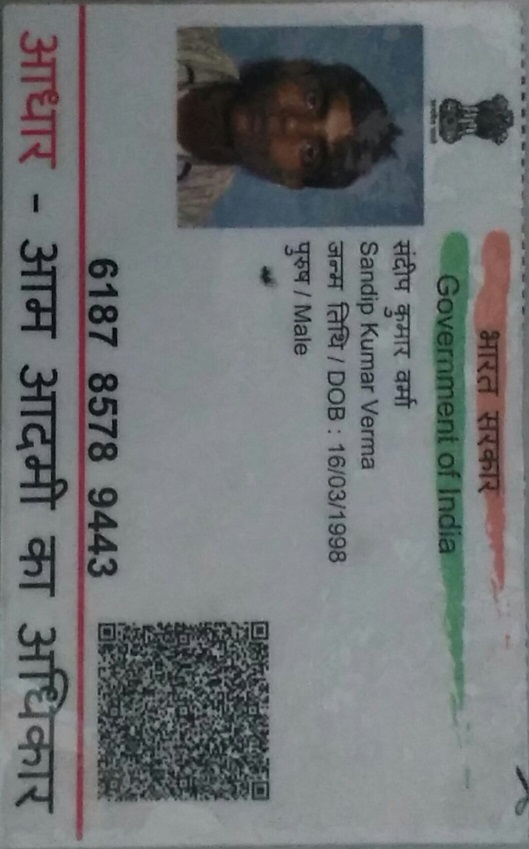 भारत सरकार
Government of India
संदीप कुमार वर्मा
Sandip Kumar Verma
जन्म तिथि / DOB : 16/03/1998
पुरुष / Male
6187 8578 9443
आधार - आम आदमी का अधिकार